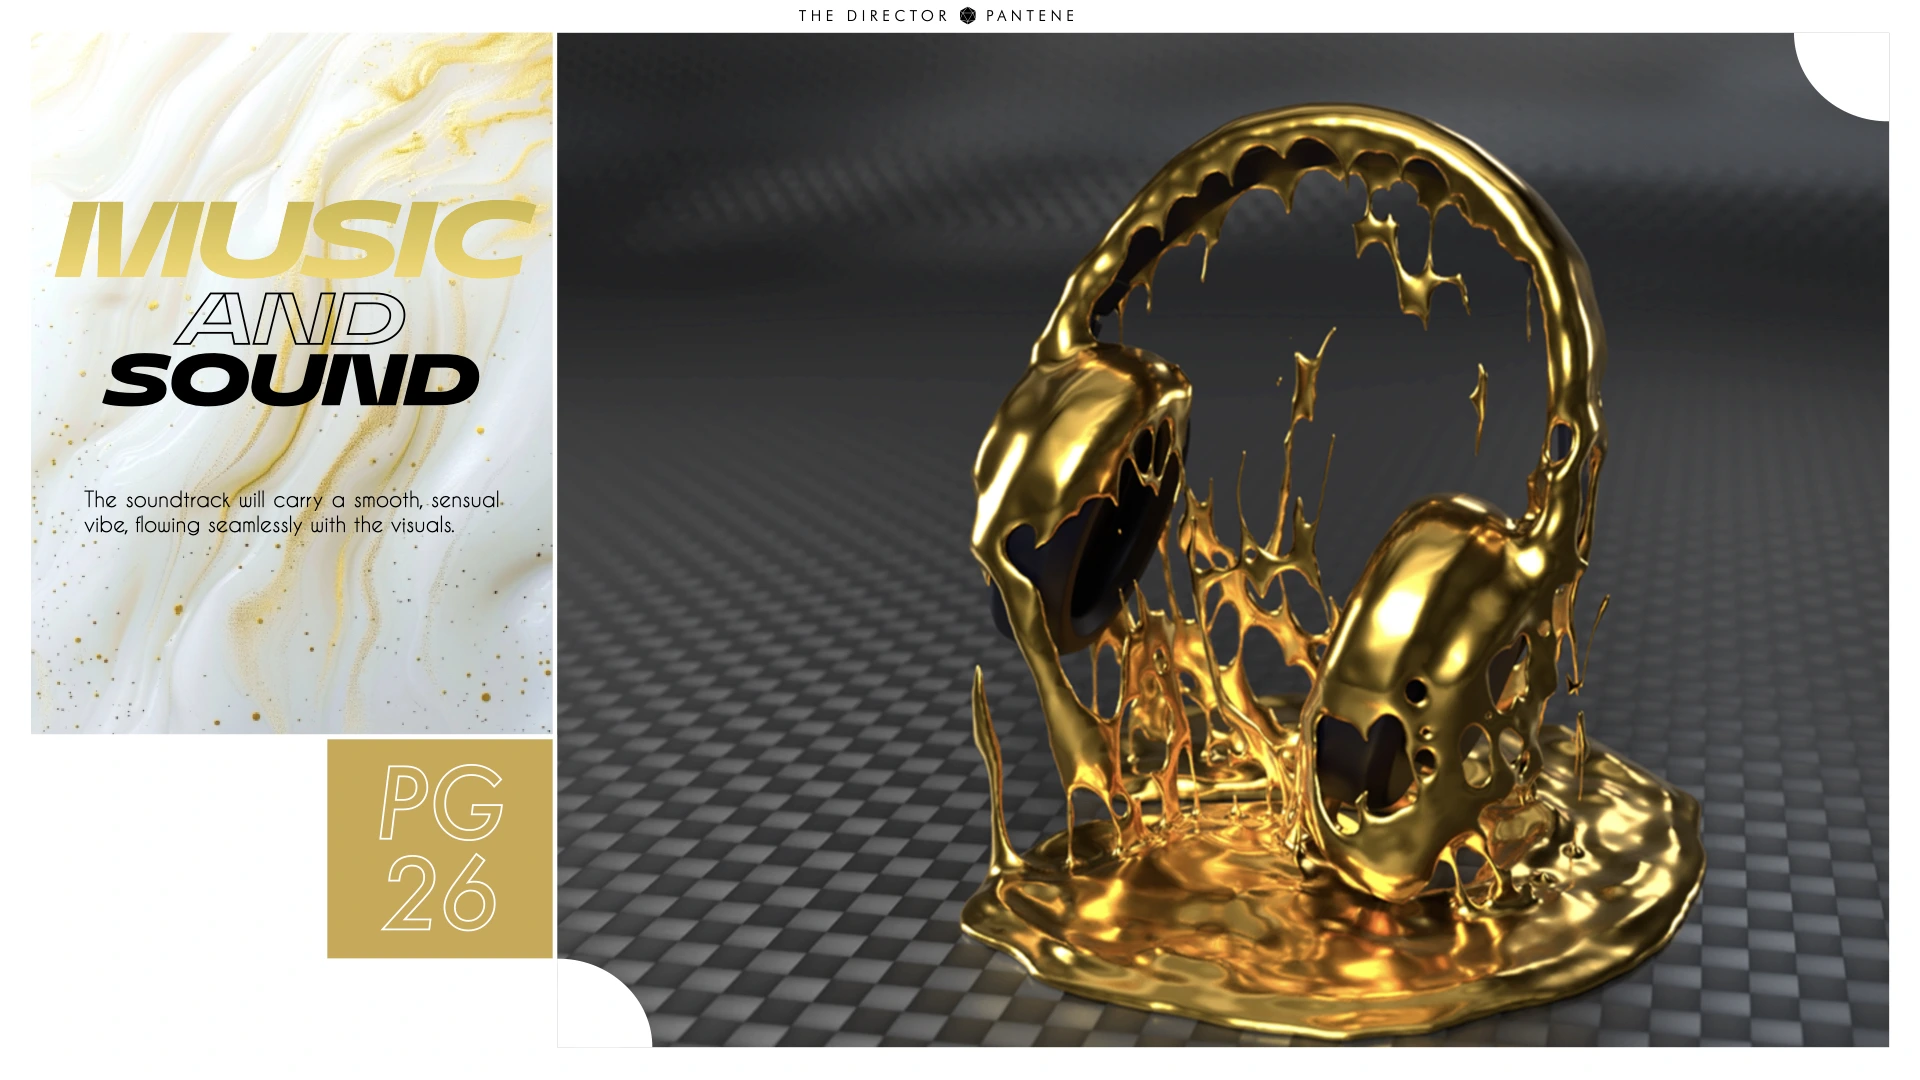 THE DIRECTOR PANTENE
MUSIC
AND
SOUND
The soundtrack will carry a smooth, sensual
vibe, flowing seamlessly with the visuals.
PG
26